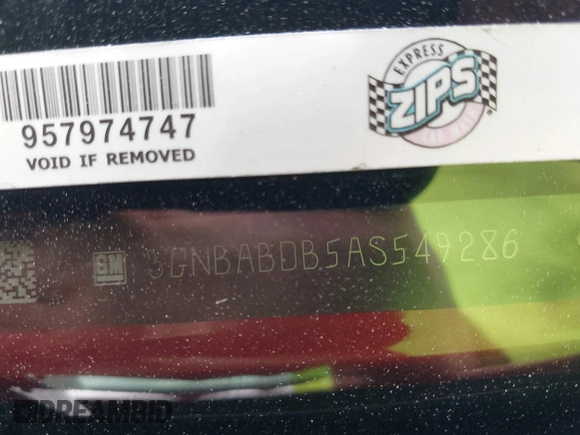 EXPRESS
ZIPS
957974747
VOID IF REMOVED
GM 3GNBABDB5AS549286
DREAMBID